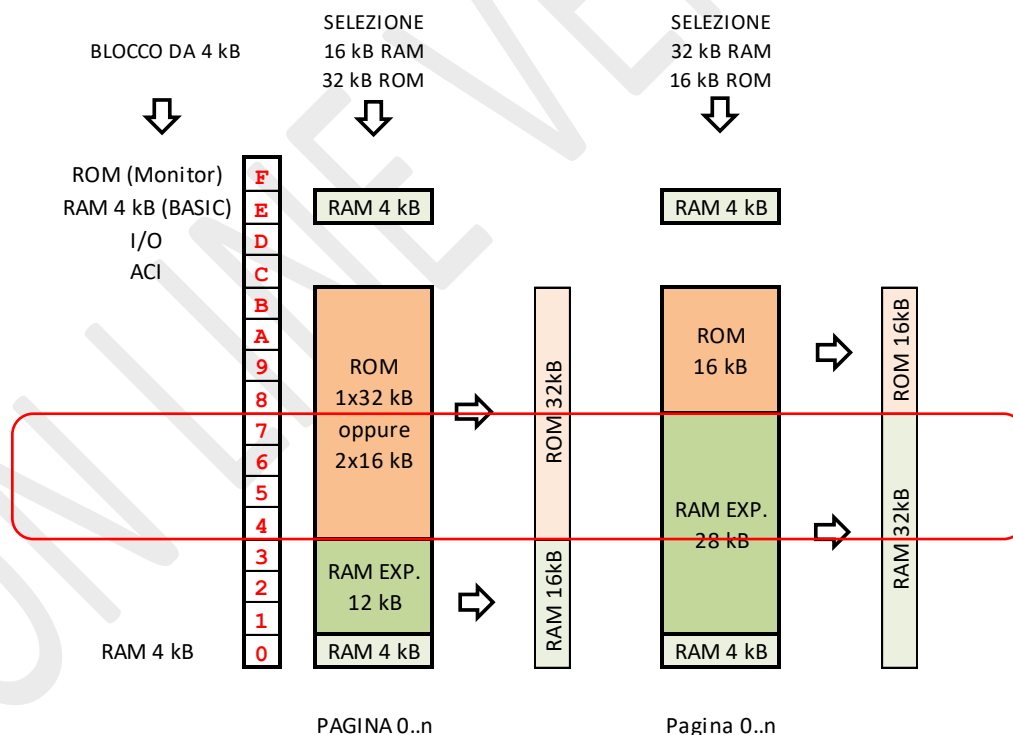 BLOCCO DA 4 kB
SELEZIONE
16 kB RAM
32 kB ROM
SELEZIONE
32 kB RAM
16 kB ROM
ROM (Monitor)
RAM 4 kB (BASIC)
I/O
ACI
RAM 4 kB
F
E
D
C
B
A
9
8
7
6
5
4
3
2
1
0
RAM 4 kB
ROM
1x32 kB
oppure
2x16 kB
RAM EXP.
12 kB
RAM 4 kB
ROM 32kB
RAM 16kB
RAM 4 kB
ROM
16 kB
RAM EXP.
28 kB
RAM 4 kB
ROM 16kB
RAM 32kB
PAGINA 0..n
Pagina 0..n
ON LINE VE